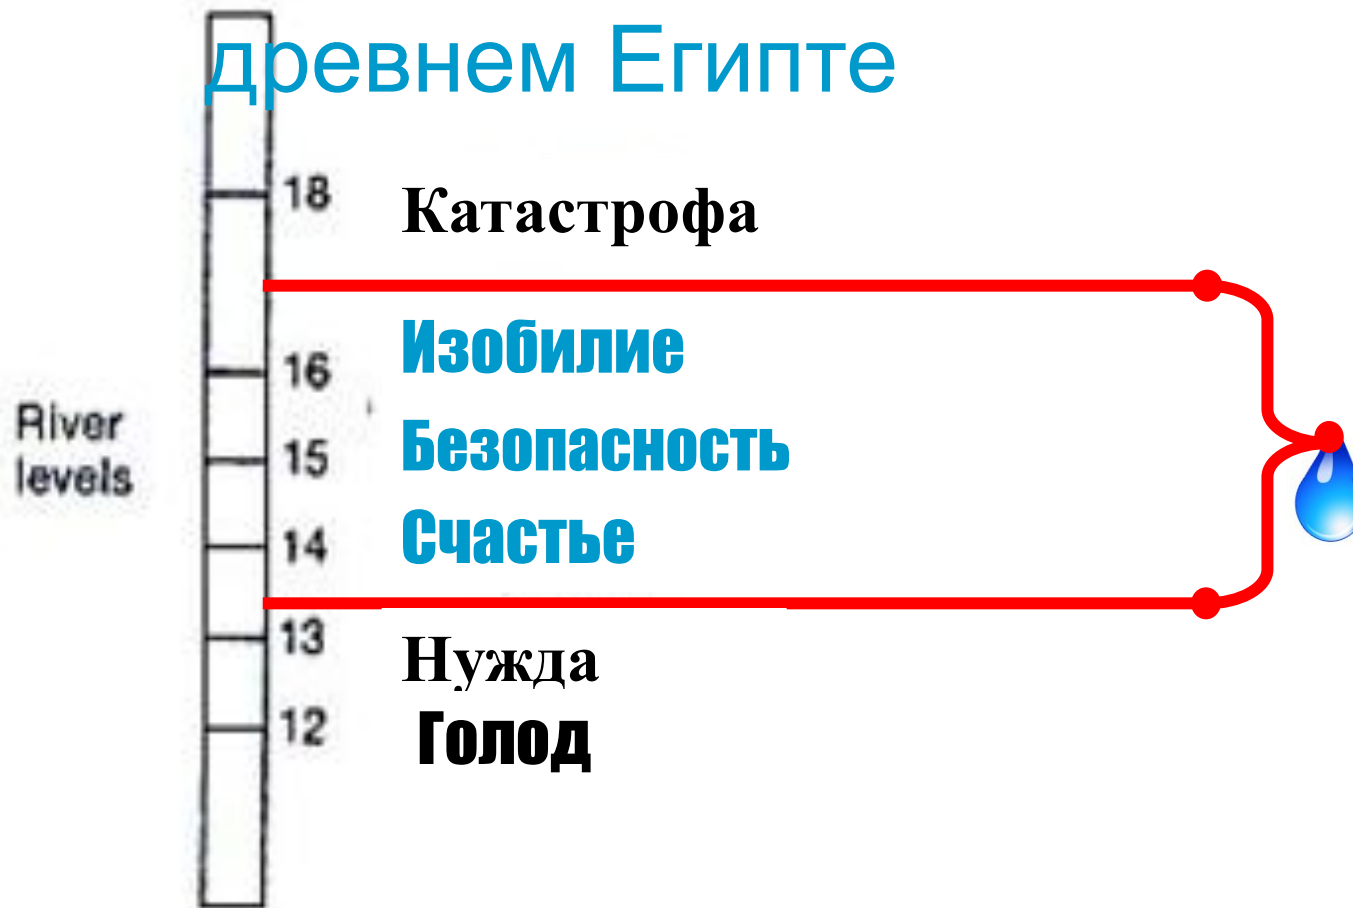 древнем Египте
18
Катастрофа
Изобилие
16
River
levels
15
Безопасность
14
Счастье
13
Нужда
12
Голод